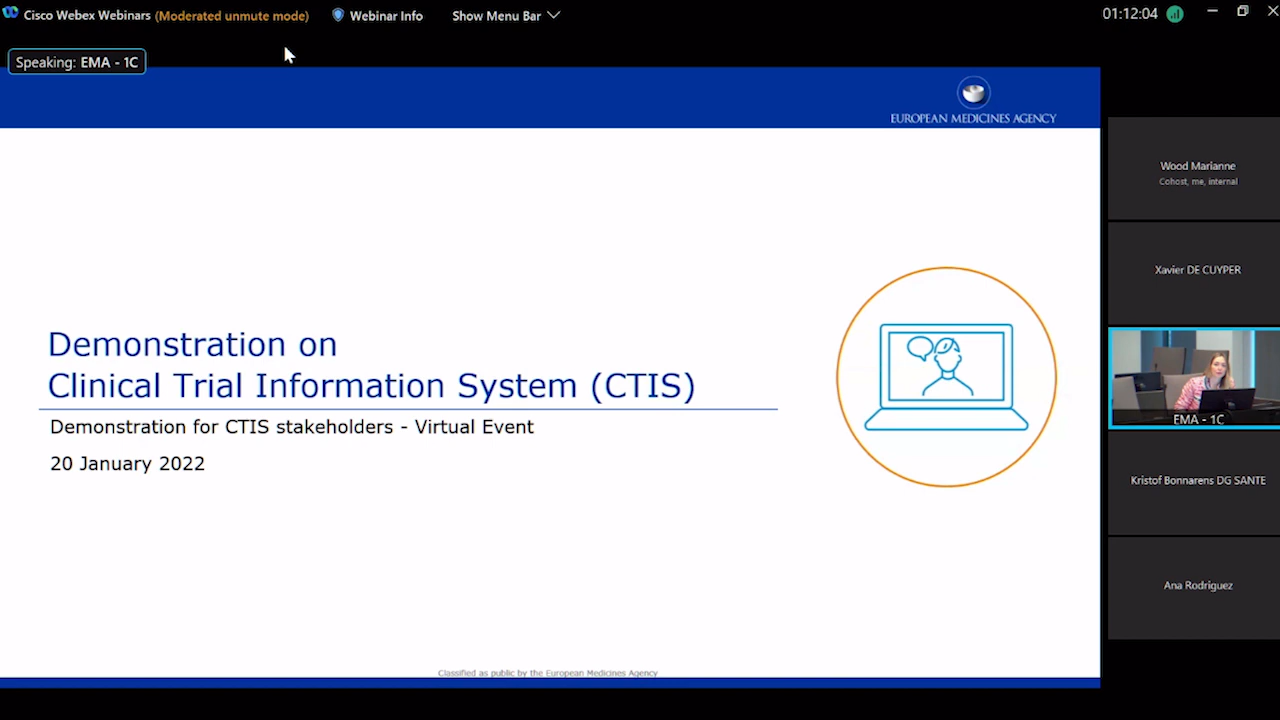 Cisco Webex Webinars (Moderated unmute mode)
Webinar Info
Show Menu Bar
01:12:04
Speaking: EMA - 1C
EUROPEAN MEDICINES AGENCY
Wood Marianne
Cohost, me, internal
Xavier DE CUYPER
EMA - 1C
Kristof Bonnarens DG SANTE
Ana Rodriguez
Demonstration on
Clinical Trial Information System (CTIS)
Demonstration for CTIS stakeholders - Virtual Event
20 January 2022
Classified as public by the European Medicines Agency